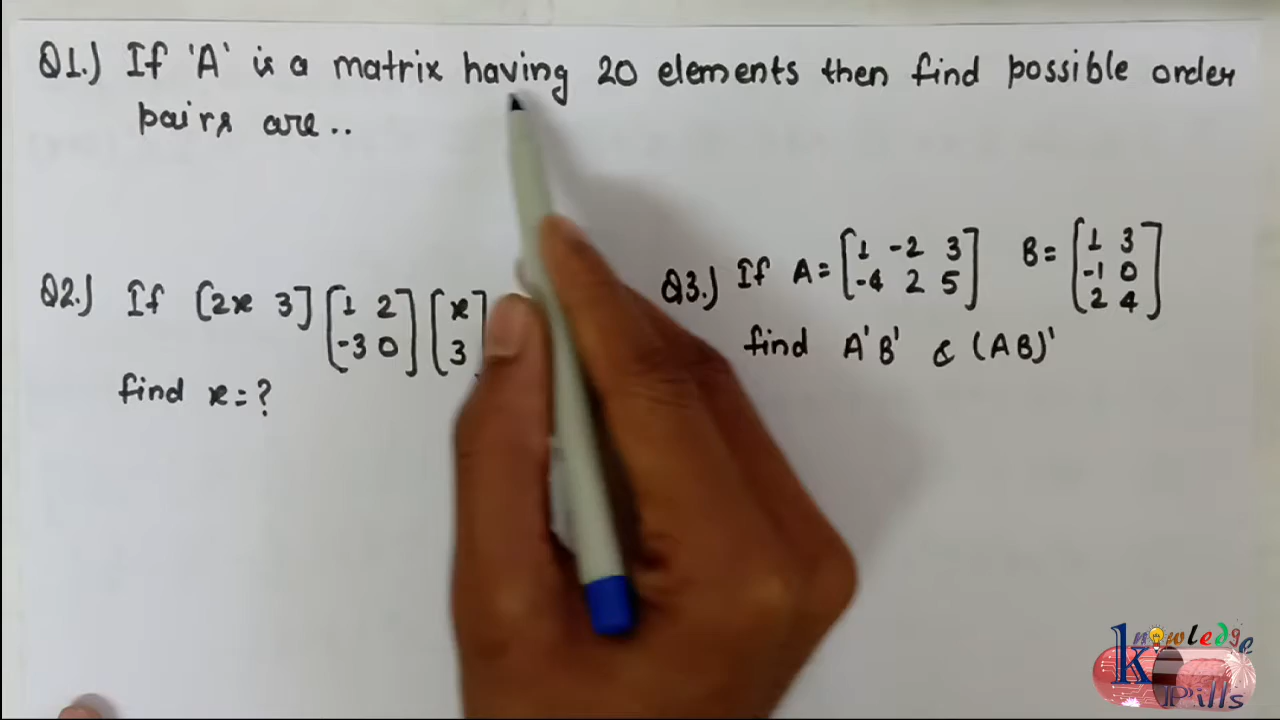 Q1.) If 'A' is a matrix having 20 elements then find possible order
pairs are..
Q2.) If [2x 3] [1 2 [x
-3 0] 3
find x=?
Q3.) If A= [1 -2 3 B= [1 3
-4 2 5] -1 0
2 4]
find A'B' & (AB)'
Knowledge
Pills